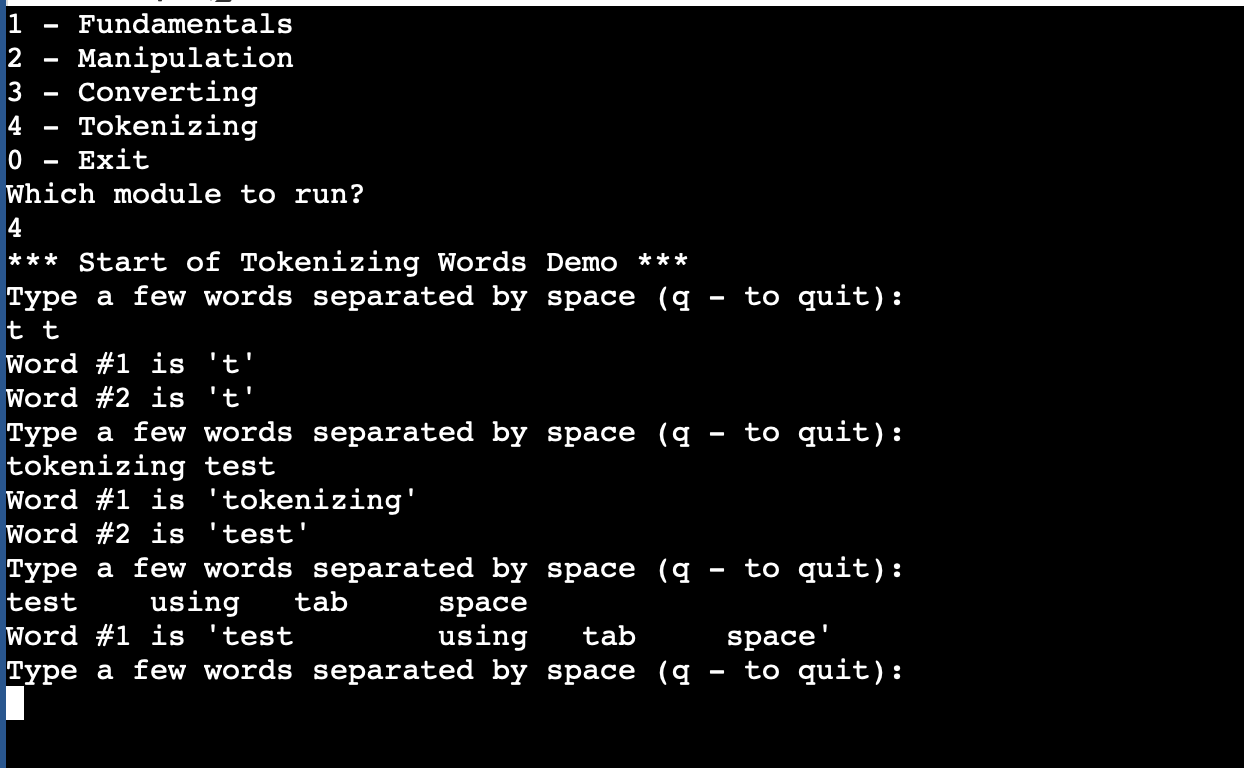 1 - Fundamentals
2 - Manipulation
3 - Converting
4 - Tokenizing
0 - Exit
Which module to run?
4
*** Start of Tokenizing Words Demo ***
Type a few words separated by space (q - to quit):
t t
Word #1 is 't'
Word #2 is 't'
Type a few words separated by space (q - to quit):
tokenizing test
Word #1 is 'tokenizing'
Word #2 is 'test'
Type a few words separated by space (q - to quit):
test    using   tab     space
Word #1 is 'test        using   tab     space'
Type a few words separated by space (q - to quit):